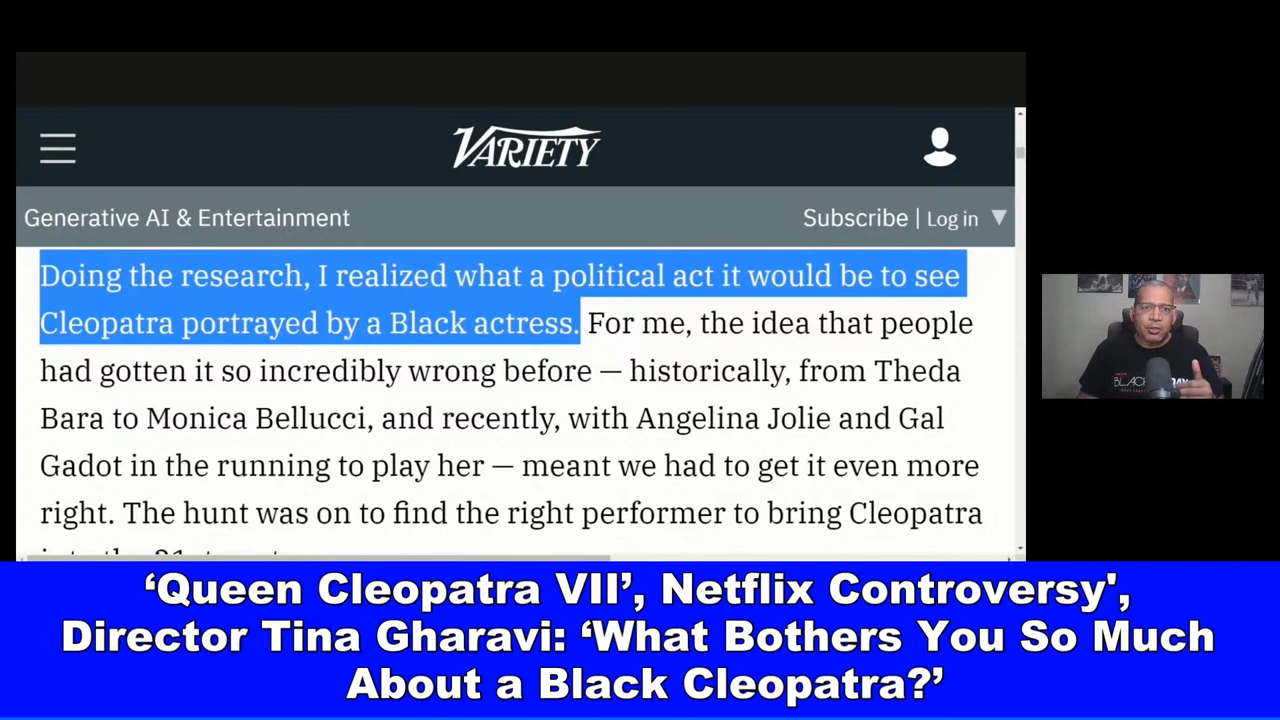 VARIETY
Generative AI & Entertainment
Subscribe | Log in ▼
Doing the research, I realized what a political act it would be to see
Cleopatra portrayed by a Black actress. For me, the idea that people
had gotten it so incredibly wrong before — historically, from Theda
Bara to Monica Bellucci, and recently, with Angelina Jolie and Gal
Gadot in the running to play her — meant we had to get it even more
right. The hunt was on to find the right performer to bring Cleopatra
BLACK
‘Queen Cleopatra VII’, Netflix Controversy',
Director Tina Gharavi: ‘What Bothers You So Much
About a Black Cleopatra?’